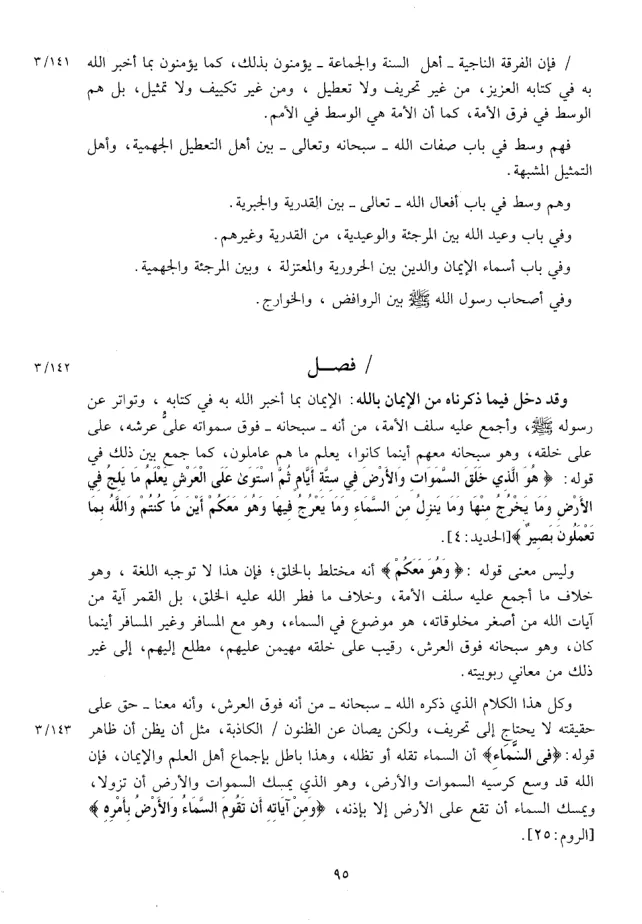 ٣/١٤١ / فإن الفرقة الناجية ـ أهل السنة والجماعة ـ يؤمنون بذلك، كما يؤمنون بما أخبر الله
به في كتابه العزيز، من غير تحريف ولا تعطيل ، ومن غير تكييف ولا تمثيل، بل هم
الوسط في فرق الأمة، كما أن الأمة هي الوسط في الأمم.
فهم وسط في باب صفات الله ـ سبحانه وتعالى ـ بين أهل التعطيل الجهمية، وأهل
التمثيل المشبهة.
وهم وسط في باب أفعال الله ـ تعالى ـ بين القدرية والجبرية.
وفي باب وعيد الله بين المرجئة والوعيدية، من القدرية وغيرهم.
وفي باب أسماء الإيمان والدين بين الحرورية والمعتزلة ، وبين المرجئة والجهمية.
وفي أصحاب رسول الله ﷺ بين الروافض ، والخوارج.
٣/١٤٢ / فصــل
وقد دخل فيما ذكرناه من الإيمان بالله: الإيمان بما أخبر الله به في كتابه ، وتواتر عن
رسوله ﷺ، وأجمع عليه سلف الأمة، من أنه ـ سبحانه ـ فوق سمواته على عرشه، علىٌّ
على خلقه، وهو سبحانه معهم أينما كانوا، يعلم ما هم عاملون، كما جمع بين ذلك في
قوله: ﴿ هُوَ الَّذِي خَلَقَ السَّمَوَاتِ وَالأَرْضَ فِي سِتَّةِ أَيَّامٍ ثُمَّ اسْتَوَىٰ عَلَى الْعَرْشِ يَعْلَمُ مَا يَلِجُ فِي
الأَرْضِ وَمَا يَخْرُجُ مِنْهَا وَمَا يَنزِلُ مِنَ السَّمَاءِ وَمَا يَعْرُجُ فِيهَا وَهُوَ مَعَكُمْ أَيْنَ مَا كُنتُمْ وَاللَّهُ بِمَا
تَعْمَلُونَ بَصِيرٌ ﴾[الحديد:٤].
وليس معنى قوله :﴿ وَهُوَ مَعَكُمْ ﴾ أنه مختلط بالخلق؛ فإن هذا لا توجبه اللغة ، وهو
خلاف ما أجمع عليه سلف الأمة، وخلاف ما فطر الله عليه الخلق، بل القمر آية من
آيات الله من أصغر مخلوقاته، هو موضوع في السماء، وهو مع المسافر وغير المسافر أينما
كان، وهو سبحانه فوق العرش، رقيب على خلقه مهيمن عليهم، مطلع إليهم، إلى غير
ذلك من معاني ربوبيته.
وكل هذا الكلام الذي ذكره الله ـ سبحانه ـ من أنه فوق العرش، وأنه معنا ـ حق على
٣/١٤٣ حقيقته لا يحتاج إلى تحريف، ولكن يصان عن الظنون / الكاذبة، مثل أن يظن أن ظاهر
قوله:﴿فِي السَّمَاءِ﴾ أن السماء تقله أو تظله، وهذا باطل بإجماع أهل العلم والإيمان، فإن
الله قد وسع كرسيه السموات والأرض، وهو الذي يمسك السموات والأرض أن تزولا،
ويمسك السماء أن تقع على الأرض إلا بإذنه، ﴿وَمِنْ آيَاتِهِ أَن تَقُومَ السَّمَاءُ وَالأَرْضُ بِأَمْرِهِ ﴾
[الروم:٢٥].
٩٥